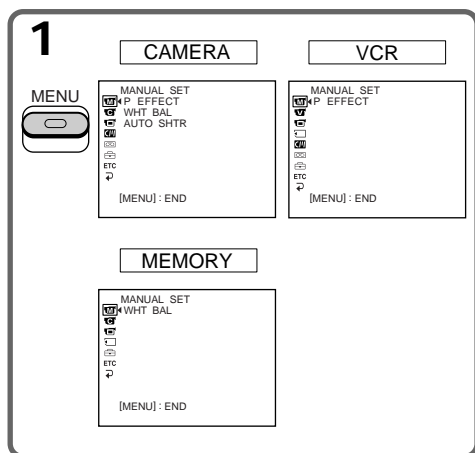 1
CAMERA
VCR
MENU
MANUAL SET
P EFFECT
WHT BAL
AUTO SHTR
ETC
[MENU] : END
MANUAL SET
P EFFECT
ETC
[MENU] : END
MEMORY
MANUAL SET
WHT BAL
ETC
[MENU] : END